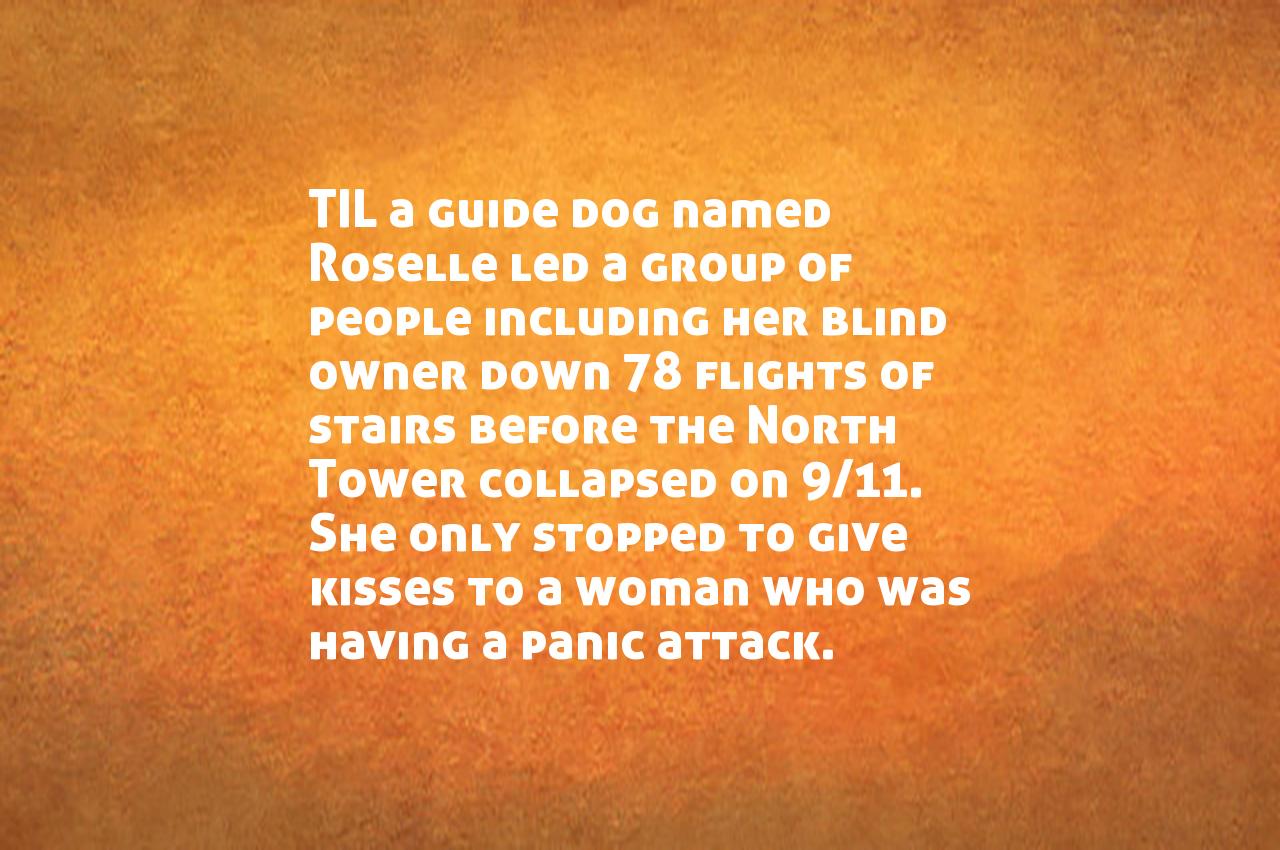 TIL a guide dog named
Roselle led a group of
people including her blind
owner down 78 flights of
stairs before the North
Tower collapsed on 9/11.
She only stopped to give
kisses to a woman who was
having a panic attack.